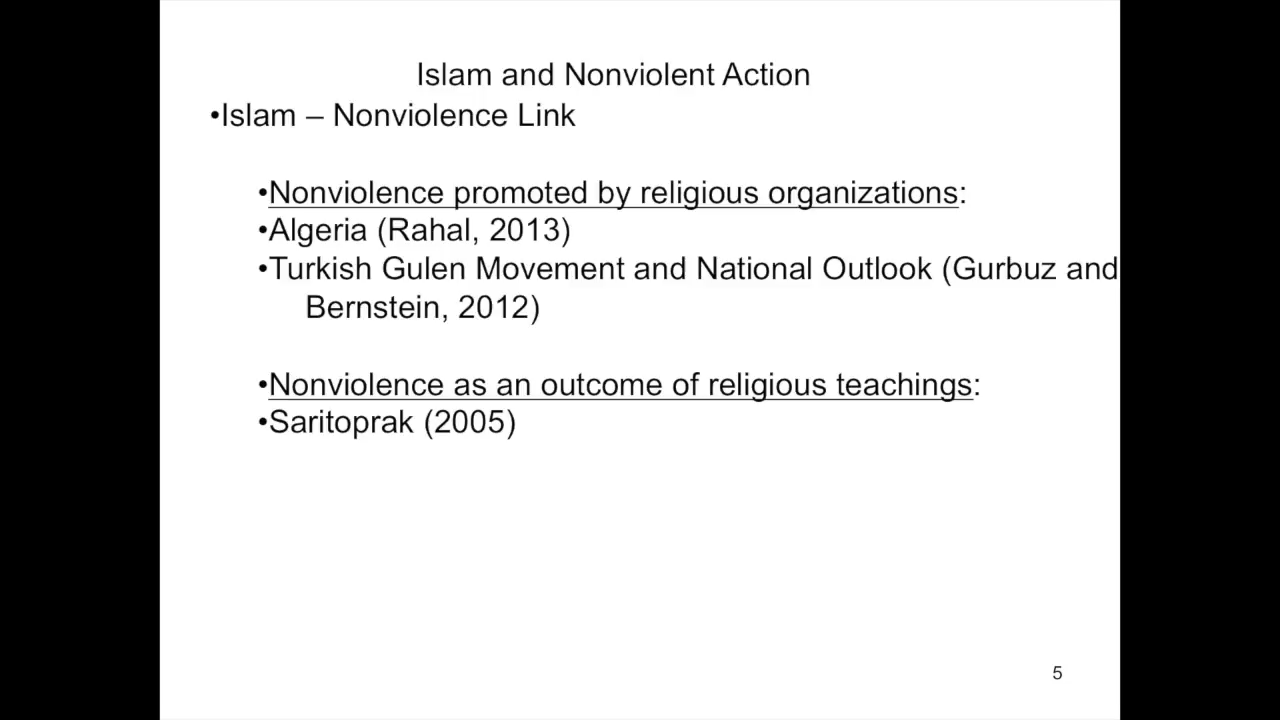 Islam and Nonviolent Action
•Islam – Nonviolence Link
•Nonviolence promoted by religious organizations:
•Algeria (Rahal, 2013)
•Turkish Gulen Movement and National Outlook (Gurbuz and
Bernstein, 2012)
•Nonviolence as an outcome of religious teachings:
•Saritoprak (2005)
5